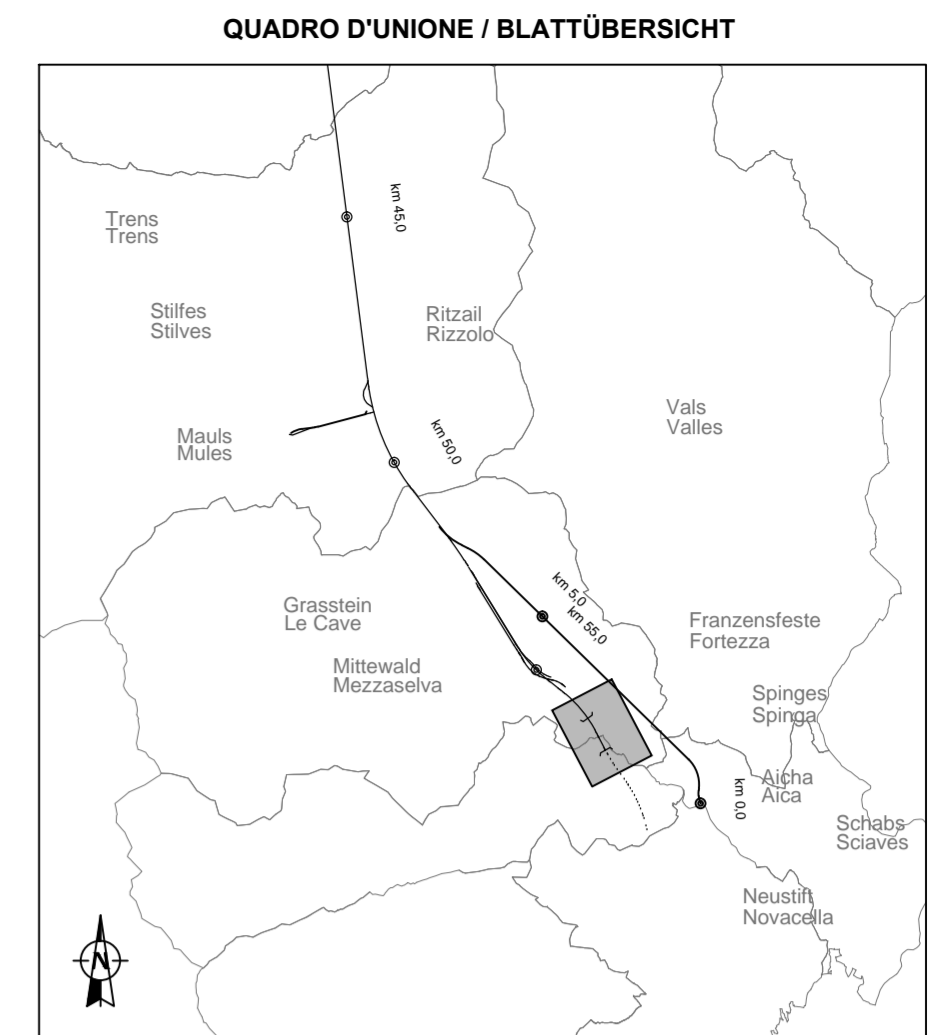 QUADRO D'UNIONE / BLATTÜBERSICHT
km 45,0
Trens
Trens
Stilfes
Stilves
Ritzail
Rizzolo
Vals
Valles
Mauls
Mules
km 50,0
km 5,0
km 55,0
Grasstein
Le Cave
Franzensfeste
Fortezza
Mittewald
Mezzaselva
Spinges
Spinga
Aicha
Aica
km 0,0
Schabs
Sciaves
Neustift
Novacella
N